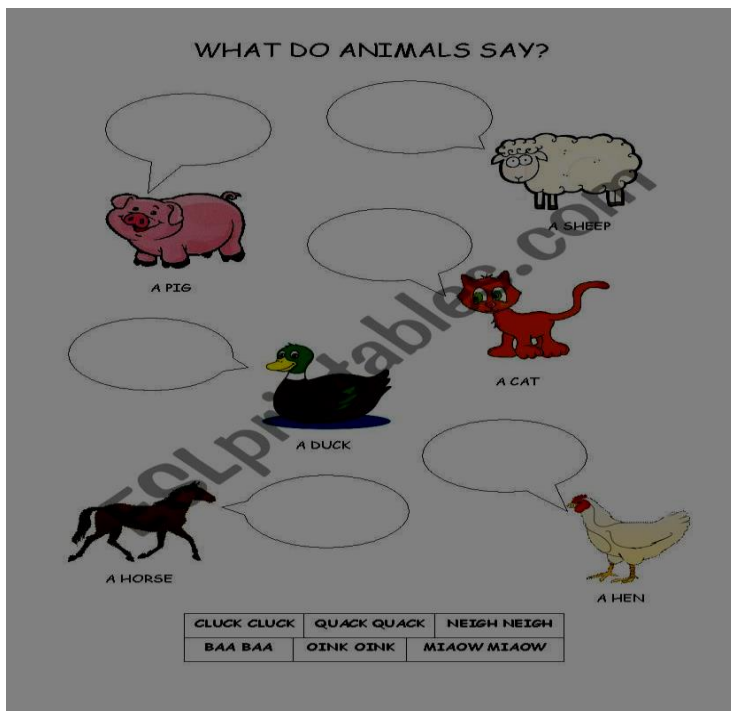 WHAT DO ANIMALS SAY?
A SHEEP
A PIG
A CAT
A DUCK
A HORSE
A HEN
CLUCK CLUCK QUACK QUACK NEIGH NEIGH
BAA BAA OINK OINK MIAOW MIAOW
ESLprintables.com